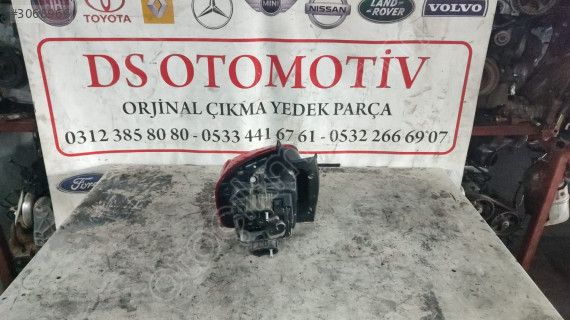 TOYOTA
MINI
NISSAN
LAND
ROVER
VOLVO
DS OTOMOTİV
ORJİNAL ÇIKMA YEDEK PARÇA
0312 385 80 80 - 0533 441 67 61 - 0532 266 69 07
Ford